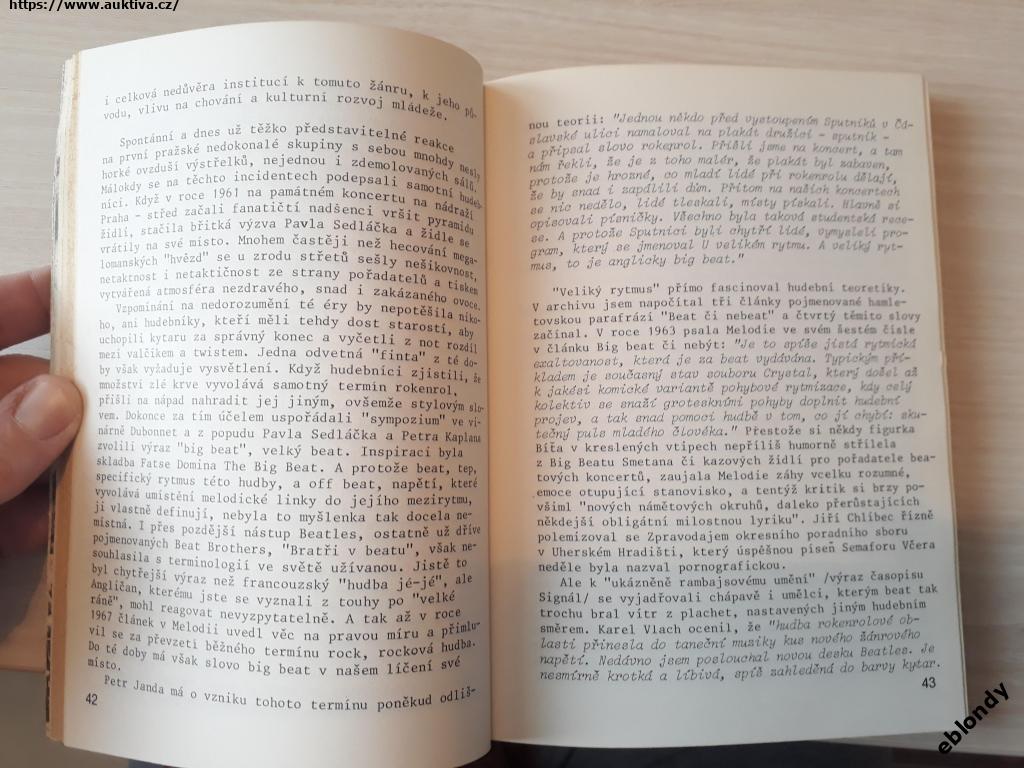 https://www.auktiva.cz/
i celková nedůvěra institucí k tomuto žánru, k jeho pů-
vodu, vlivu na chování a kulturní rozvoj mládeže.
Spontánní a dnes už těžko představitelné reakce
na první pražské nedokonalé skupiny s sebou mnohdy nesly
horké ovzduší výstřelků, nejednou i zdemolovaných sálů.
Málokdy se na těchto incidentech podepsali samotní hudeb-
níci. Když v roce 1961 na památném koncertu na nádraží
Praha - střed začali fanatičtí nadšenci vršit pyramidu
židlí, stačila břitká výzva Pavla Sedláčka a židle se
vrátily na své místo. Mnohem častěji než hecování mega-
lomanských "hvězd" se u zrodu střetů sešly nešikovnost,
netaktnost i netaktičnost ze strany pořadatelů a tiskem
vytvářená atmosféra nezdravého, snad i zakázaného ovoce.
Vzpomínání na nedorozumění té éry by nepotěšila niko-
ho, ani hudebníky, kteří měli tehdy dost starostí, aby
uchopili kytaru za správný konec a vyčetli z not rozdíl
mezi valčíkem a twistem. Jedna odvetná "finta" z té do-
by však vyžaduje vysvětlení. Když hudebníci zjistili, že
množství zlé krve vyvolává samotný termín rokenrol,
přišli na nápad nahradit jej jiným, ovšemže stylovým slo-
vem. Dokonce za tím účelem uspořádali "sympozium" ve vi-
nárně Dubonnet a z popudu Pavla Sedláčka a Petra Kaplana
zvolili výraz "big beat", velký beat. Inspirací byla
skladba Fatse Domina The Big Beat. A protože beat, tep,
specifický rytmus této hudby, a off beat, napětí, které
vyvolává umístění melodické linky do jejího mezirytmu,
ji vlastně definují, nebyla to myšlenka tak docela ne-
místná. I přes pozdější nástup Beatles, ostatně už dříve
pojmenovaných Beat Brothers, "Bratři v beatu", však ne-
souhlasila s terminologií ve světě užívanou. Jistě to
byl chytřejší výraz než francouzský "hudba jé-jé", ale
Angličan, kterému jste se vyznali z touhy po "velké
ráně", mohl reagovat nevyzpytatelně. A tak až v roce
1967 článek v Melodii uvedl věc na pravou míru a přimlu-
vil se za převzetí běžného termínu rock, rocková hudba.
Do té doby má však slovo big beat v našem líčení své
místo.
Petr Janda má o vzniku tohoto termínu poněkud odliš-
42
nou teorii: "Jednou někdo před vystoupením Sputniků v Čá-
slavské ulici namaloval na plakát družici - sputnik -
a připsal slovo rokenrol. Přišli jsme na koncert, a tam
nám řekli, že je z toho malér, že plakát byl zabaven,
protože je hrozné, co mladí lidé při rokenrolu dělají,
že by snad i zapálili dům. Přitom na našich koncertech
se nic nedělo, lidé tleskali, místy pískali. Hlavně si
opisovali písničky. Všechno byla taková studentská rece-
se. A protože Sputnici byli chytří lidé, vymysleli pro-
gram, který se jmenoval U velikém rytmu. A veliký ryt-
mus, to je anglicky big beat."
"Veliký rytmus" přímo fascinoval hudební teoretiky.
V archivu jsem napočítal tři články pojmenované hamle-
tovskou parafrází "Beat či nebeat" a čtvrtý těmito slovy
začínal. V roce 1963 psala Melodie ve svém šestém čísle
v článku Big beat či nebýt: "Je to spíše jistá rytmická
exaltovanost, která je za beat vydávána. Typickým pří-
kladem je současný stav souboru Crystal, který došel až
k jakési komické variantě pohybové rytmizace, kdy celý
kolektiv se snaží groteskními pohyby doplnit hudební
projev, a tak snad pomoci hudbě v tom, co jí chybí: sku-
tečný puls mladého člověka." Přestože si někdy figurka
Bíťa v kreslených vtipech nepříliš humorně střílela
z Big Beatu Smetana či kazových židlí pro pořadatele bea-
tových koncertů, zaujala Melodie záhy vcelku rozumné,
emoce otupující stanovisko, a tentýž kritik si brzy po-
všiml "nových námětových okruhů, daleko přerůstajících
někdejší obligátní milostnou lyriku". Jiří Chlíbec řízně
polemizoval se Zpravodajem okresního poradního sboru
v Uherském Hradišti, který úspěšnou píseň Semaforu Včera
neděle byla nazval pornografickou.
Ale k "ukázněně rambajsovému umění" /výraz časopisu
Signál/ se vyjadřovali chápavě i umělci, kterým beat tak
trochu bral vítr z plachet, nastavených jiným hudebním
směrem. Karel Vlach ocenil, že "hudba rokenrolové ob-
lasti přinesla do taneční musiky kus nového žánrového
napětí. Nedávno jsem poslouchal novou desku Beatles. Je
nesmírně krotká a líbivá, spíš zahleděná do barvy kytar.
43
eblondy